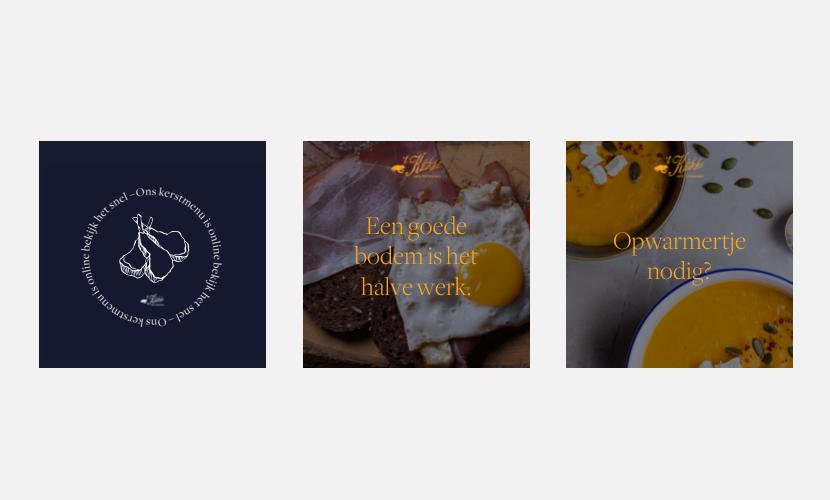 Ons kerstmenu is online bekijk het snel – Ons kerstmenu is online bekijk het snel –
Een goede
bodem is het
halve werk.
Opwarmertje
nodig?